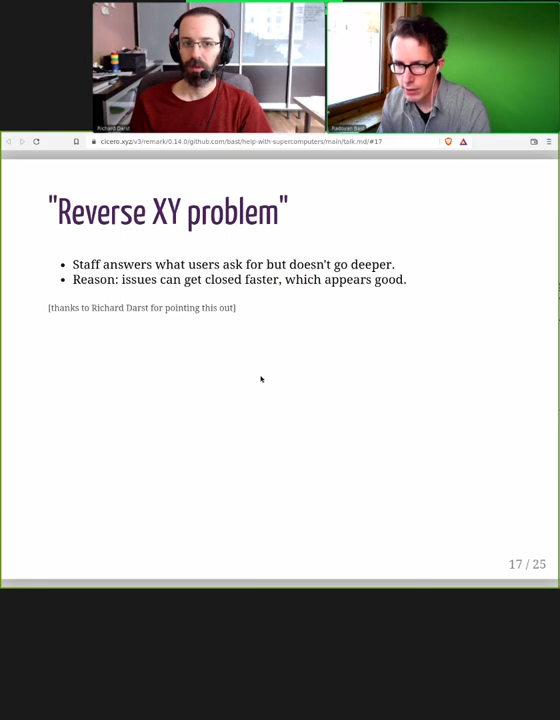 Richard Darst
Radovan Bast
cicero.xyz/v3/remark/0.14.0/github.com/bast/help-with-supercomputers/main/talk.md/#17
"Reverse XY problem"
• Staff answers what users ask for but doesn't go deeper.
• Reason: issues can get closed faster, which appears good.
[thanks to Richard Darst for pointing this out]
17 / 25